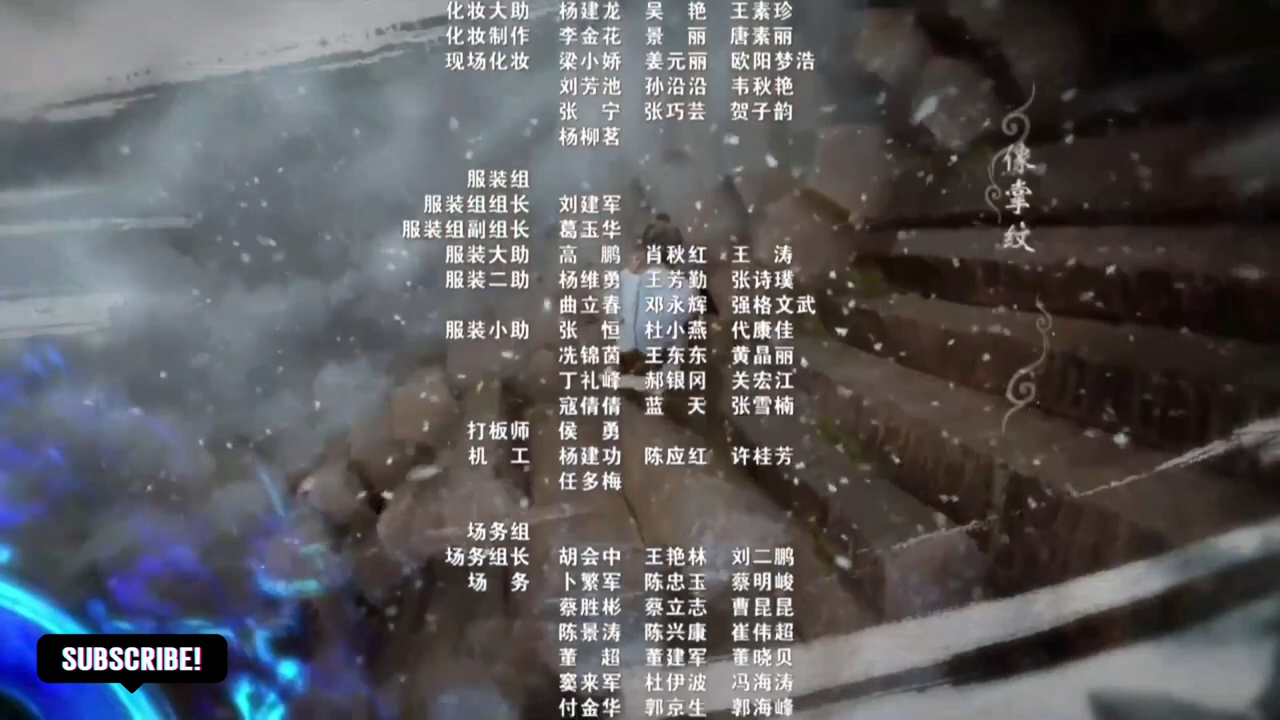 化妆大助 杨建龙 吴 艳 王素珍
化妆制作 李金花 景 丽 唐素丽
现场化妆 梁小娇 姜元丽 欧阳梦浩
刘芳池 孙沿沿 韦秋艳
张 宁 张巧芸 贺子韵
杨柳茗
服装组
服装组组长 刘建军
服装组副组长 葛玉华
服装大助 高 鹏 肖秋红 王 涛
服装二助 杨维勇 王芳勤 张诗璞
曲立春 邓永辉 强格文武
服装小助 张 恒 杜小燕 代康佳
冼锦茵 王东东 黄晶丽
丁礼峰 郝银冈 关宏江
寇倩倩 蓝 天 张雪楠
打板师 侯 勇
机 工 杨建功 陈应红 许桂芳
任多梅
场务组
场务组长 胡会中 王艳林 刘二鹏
场 务 卜繁军 陈忠玉 蔡明峻
蔡胜彬 蔡立志 曹昆昆
陈景涛 陈兴康 崔伟超
董 超 董建军 董晓贝
窦来军 杜伊波 冯海涛
付金华 郭京生 郭海峰
像掌纹
SUBSCRIBE!